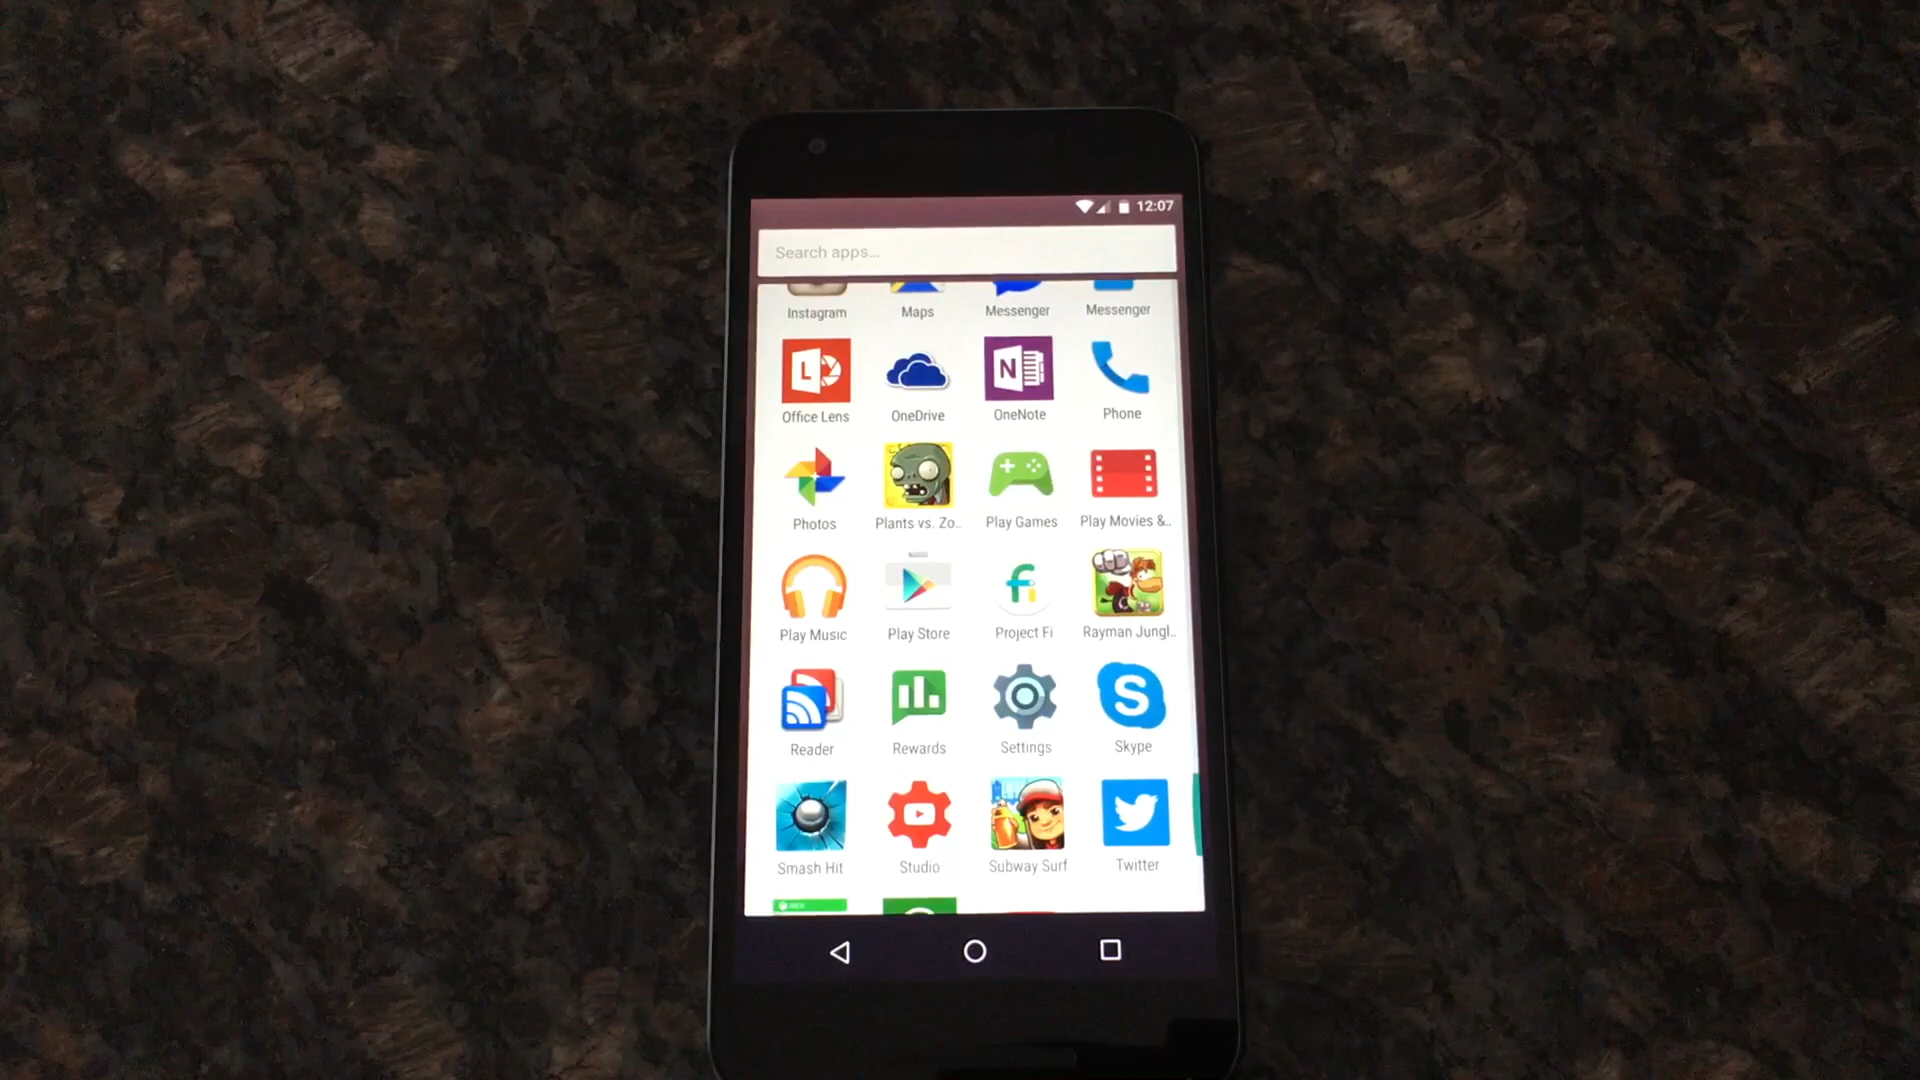 12:07
Search apps...
Instagram Maps Messenger Messenger
L N
Office Lens OneDrive OneNote Phone
Photos Plants vs. Zo.. Play Games Play Movies &..
fi
Play Music Play Store Project Fi Rayman Jungl..
S
Reader Rewards Settings Skype
Smash Hit Studio Subway Surf Twitter
XBOX